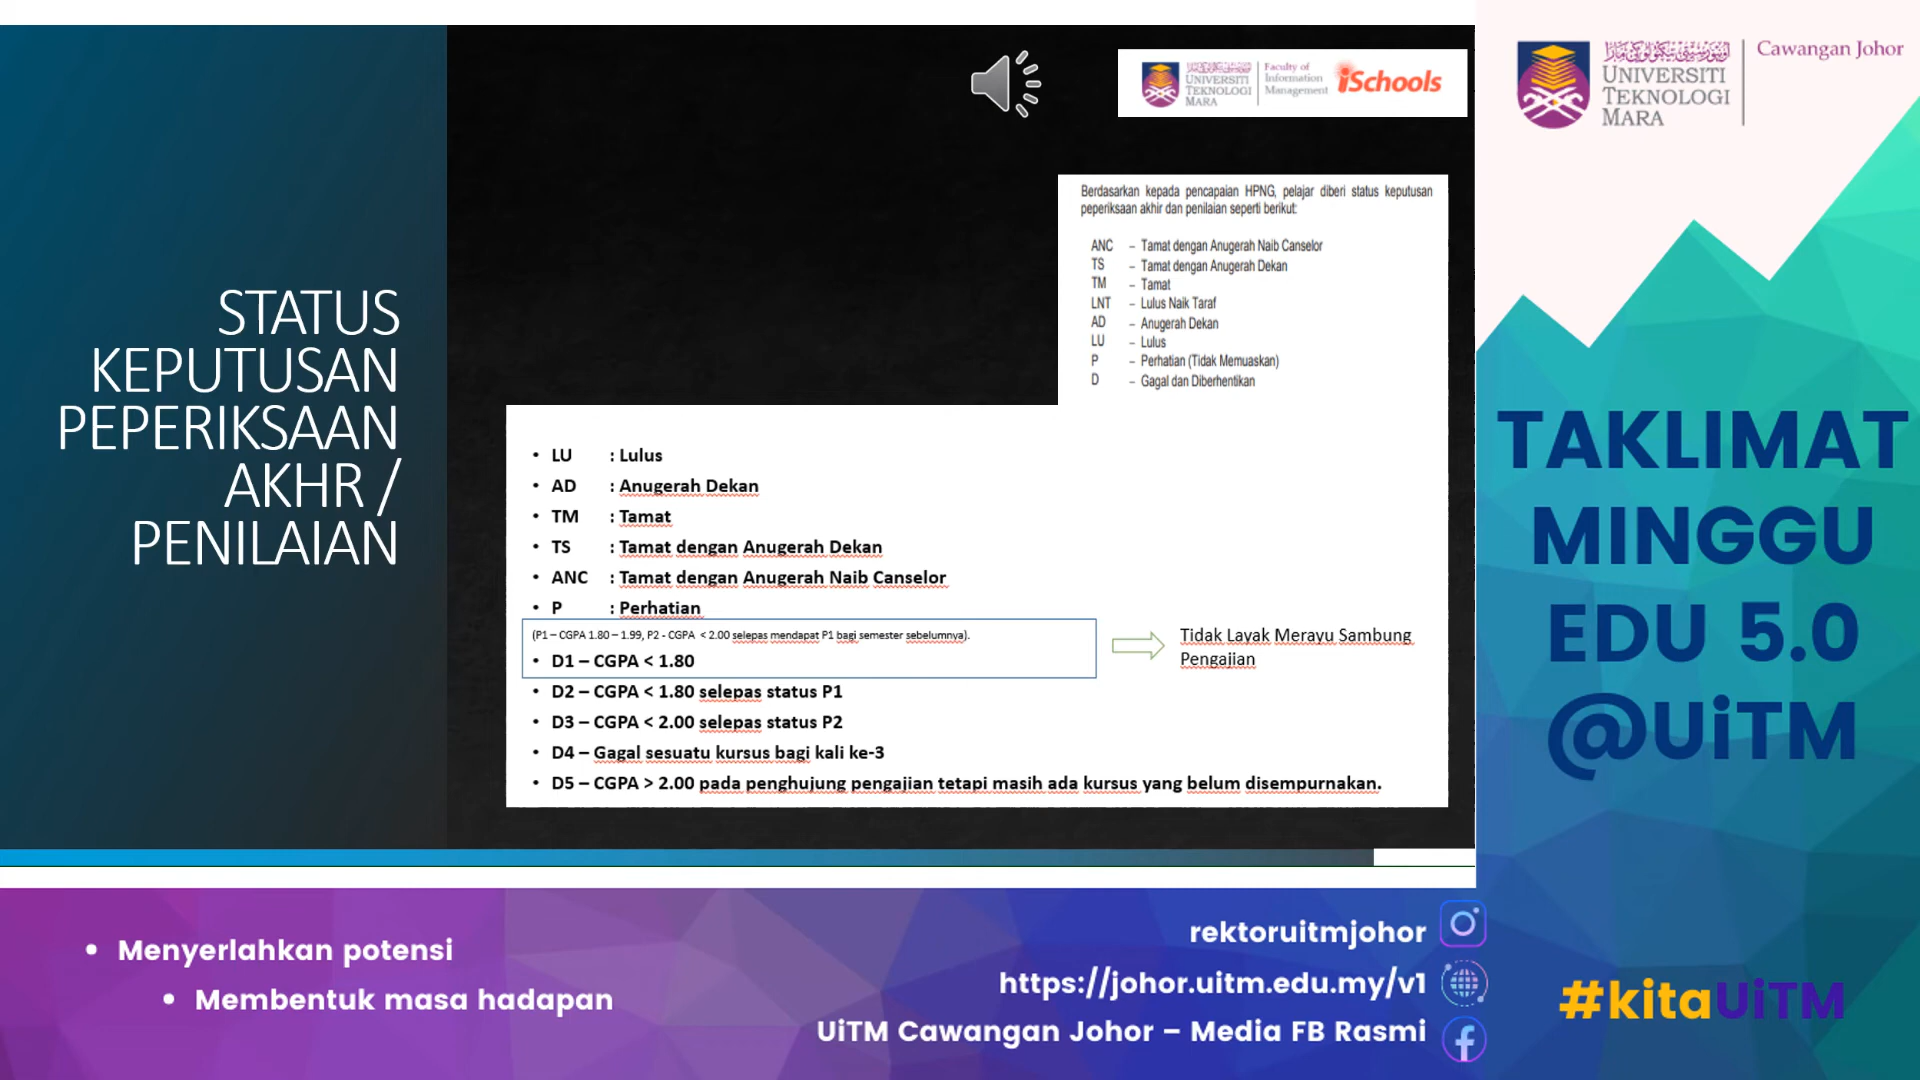 STATUS
KEPUTUSAN
PEPERIKSAAN
AKHR /
PENILAIAN
UNIVERSITI
TEKNOLOGI
MARA
Faculty of
Information
Management
iSchools
Berdasarkan kepada pencapaian HPNG, pelajar diberi status keputusan
peperiksaan akhir dan penilaian seperti berikut:
ANC – Tamat dengan Anugerah Naib Canselor
TS – Tamat dengan Anugerah Dekan
TM – Tamat
LNT – Lulus Naik Taraf
AD – Anugerah Dekan
LU – Lulus
P – Perhatian (Tidak Memuaskan)
D – Gagal dan Diberhentikan
• LU : Lulus
• AD : Anugerah Dekan
• TM : Tamat
• TS : Tamat dengan Anugerah Dekan
• ANC : Tamat dengan Anugerah Naib Canselor
• P : Perhatian
(P1 – CGPA 1.80 – 1.99, P2 - CGPA < 2.00 selepas mendapat P1 bagi semester sebelumnya).
• D1 – CGPA < 1.80
Tidak Layak Merayu Sambung
Pengajian
• D2 – CGPA < 1.80 selepas status P1
• D3 – CGPA < 2.00 selepas status P2
• D4 – Gagal sesuatu kursus bagi kali ke-3
• D5 – CGPA > 2.00 pada penghujung pengajian tetapi masih ada kursus yang belum disempurnakan.
UNIVERSITI
TEKNOLOGI
MARA
Cawangan Johor
TAKLIMAT
MINGGU
EDU 5.0
@UiTM
• Menyerlahkan potensi
• Membentuk masa hadapan
rektoruitmjohor
https://johor.uitm.edu.my/v1
UiTM Cawangan Johor – Media FB Rasmi
#kitaUiTM